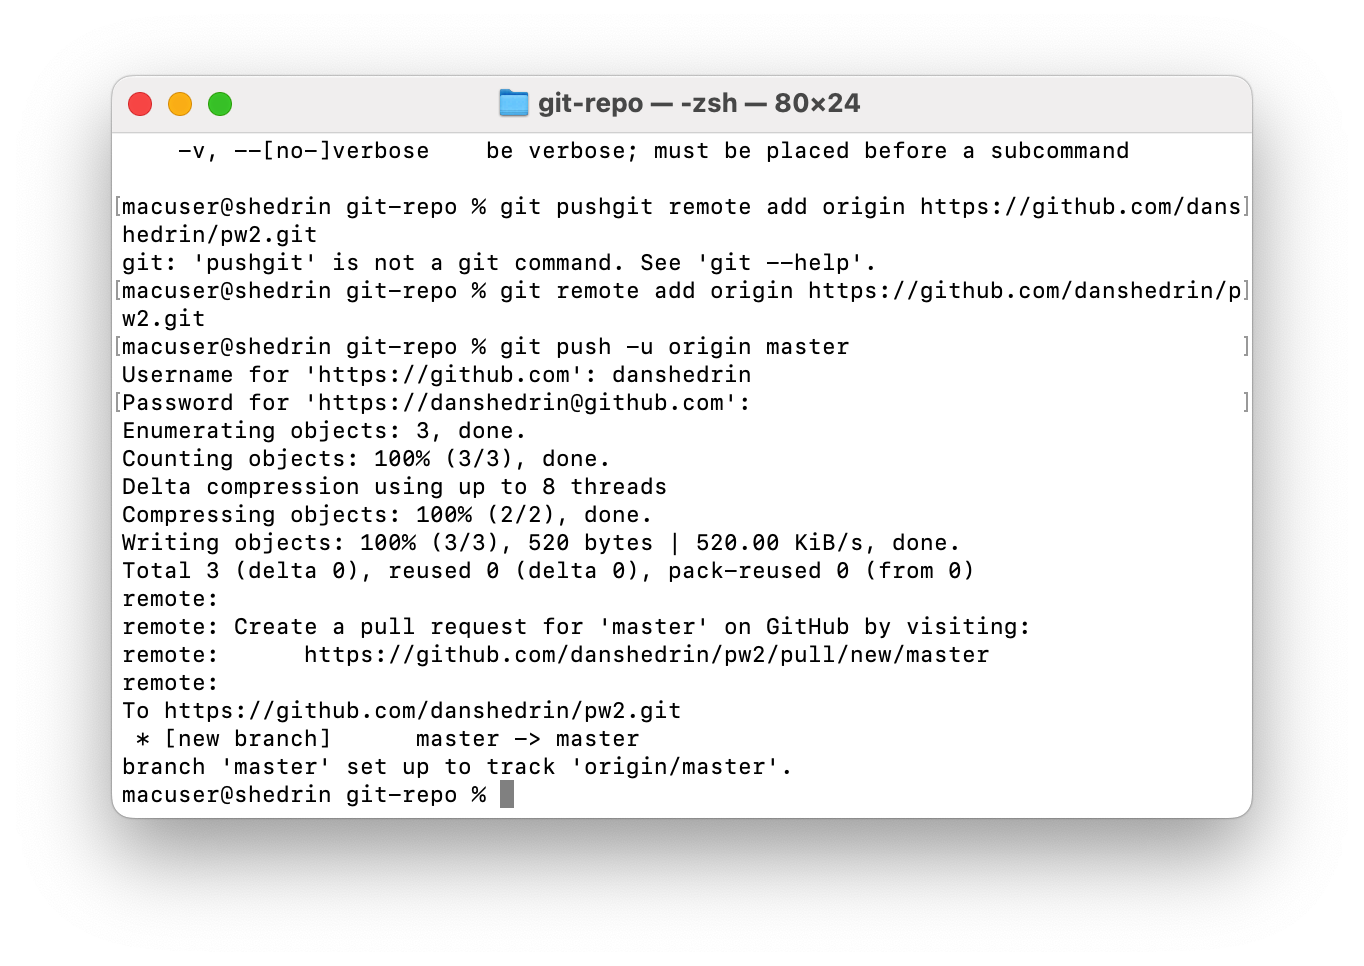 git-repo — -zsh — 80×24
-v, --[no-]verbose    be verbose; must be placed before a subcommand
[macuser@shedrin git-repo % git pushgit remote add origin https://github.com/dans]
hedrin/pw2.git
git: 'pushgit' is not a git command. See 'git --help'.
[macuser@shedrin git-repo % git remote add origin https://github.com/danshedrin/p]
w2.git
[macuser@shedrin git-repo % git push -u origin master ]
Username for 'https://github.com': danshedrin
[Password for 'https://danshedrin@github.com': ]
Enumerating objects: 3, done.
Counting objects: 100% (3/3), done.
Delta compression using up to 8 threads
Compressing objects: 100% (2/2), done.
Writing objects: 100% (3/3), 520 bytes | 520.00 KiB/s, done.
Total 3 (delta 0), reused 0 (delta 0), pack-reused 0 (from 0)
remote:
remote: Create a pull request for 'master' on GitHub by visiting:
remote:      https://github.com/danshedrin/pw2/pull/new/master
remote:
To https://github.com/danshedrin/pw2.git
 * [new branch]      master -> master
branch 'master' set up to track 'origin/master'.
macuser@shedrin git-repo %